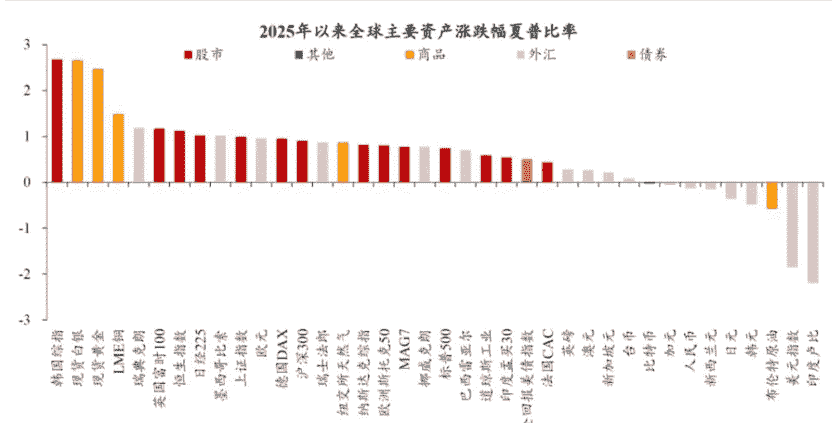 2025年以来全球主要资产涨跌幅夏普比率
股市
其他
商品
外汇
债券
3
2
1
0
-1
-2
-3
韩国综指
现货白银
现货黄金
LME铜
瑞典克朗
英国富时100
恒生指数
日经225
墨西哥比索
上证指数
欧元
德国DAX
沪深300
瑞士法郎
纽交所天然气
纳斯达克综指
欧洲斯托克50
MAG7
挪威克朗
标普500
巴西雷亚尔
道琼斯工业
印度孟买30
回报美债指数
法国CAC
英镑
澳元
新加坡元
台币
比特币
加元
人民币
新西兰元
日元
韩元
布伦特原油
美元指数
印度卢比